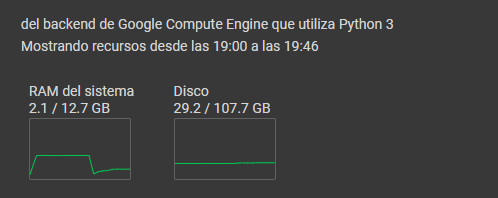 del backend de Google Compute Engine que utiliza Python 3
Mostrando recursos desde las 19:00 a las 19:46
RAM del sistema
2.1 / 12.7 GB
Disco
29.2 / 107.7 GB